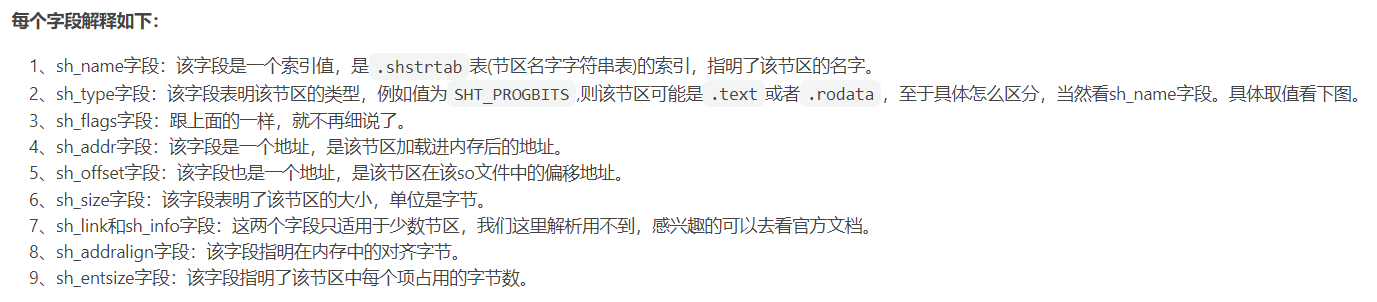 每个字段解释如下：
1、sh_name字段：该字段是一个索引值，是 .shstrtab 表(节区名字字符串表)的索引，指明了该节区的名字。
2、sh_type字段：该字段表明该节区的类型，例如值为 SHT_PROGBITS ,则该节区可能是 .text 或者 .rodata ，至于具体怎么区分，当然看sh_name字段。具体取值看下图。
3、sh_flags字段：跟上面的一样，就不再细说了。
4、sh_addr字段：该字段是一个地址，是该节区加载进内存后的地址。
5、sh_offset字段：该字段也是一个地址，是该节区在该so文件中的偏移地址。
6、sh_size字段：该字段表明了该节区的大小，单位是字节。
7、sh_link和sh_info字段：这两个字段只适用于少数节区，我们这里解析用不到，感兴趣的可以去看官方文档。
8、sh_addralign字段：该字段指明在内存中的对齐字节。
9、sh_entsize字段：该字段指明了该节区中每个项占用的字节数。